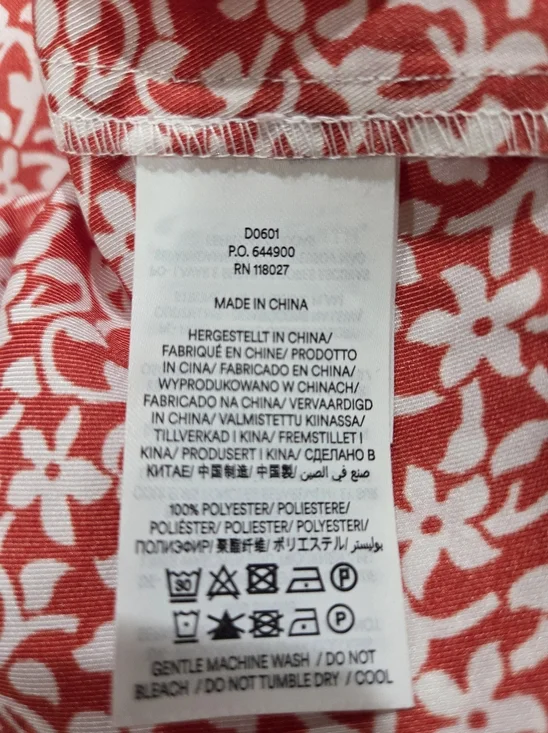 D0601
P.O. 644900
RN 118027
MADE IN CHINA
HERGESTELLT IN CHINA/
FABRIQUÉ EN CHINE/ PRODOTTO
IN CINA/ FABRICADO EN CHINA/
WYPRODUKOWANO W CHINACH/
FABRICADO NA CHINA/ VERVAARDIGD
IN CHINA/ VALMISTETTU KIINASSA/
TILLVERKAD I KINA/ FREMSTILLET I
KINA/ PRODUSERT I KINA/ СДЕЛАНО В
КИТАЕ/ 中国制造/ 中国製/ صنع في الصين
100% POLYESTER/ POLIESTERE/
POLIÉSTER/ POLIESTER/ POLYESTERI/
ПОЛИЭФИР/ 聚酯纤维/ ポリエステル/ بوليستر
30 P
P
GENTLE MACHINE WASH / DO NOT
BLEACH / DO NOT TUMBLE DRY / COOL